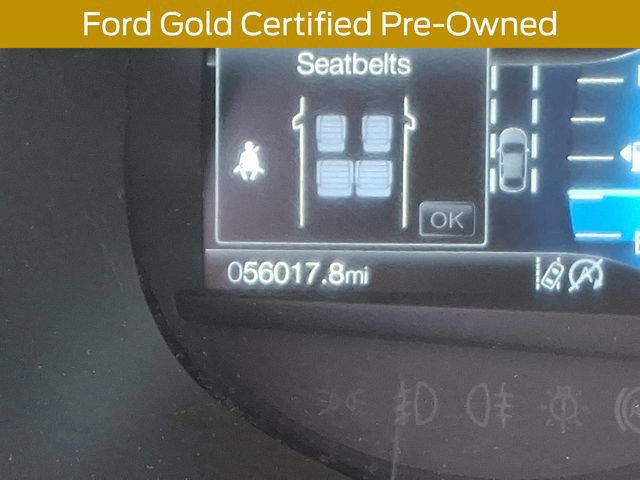 Ford Gold Certified Pre-Owned
Seatbelts
OK
056017.8mi